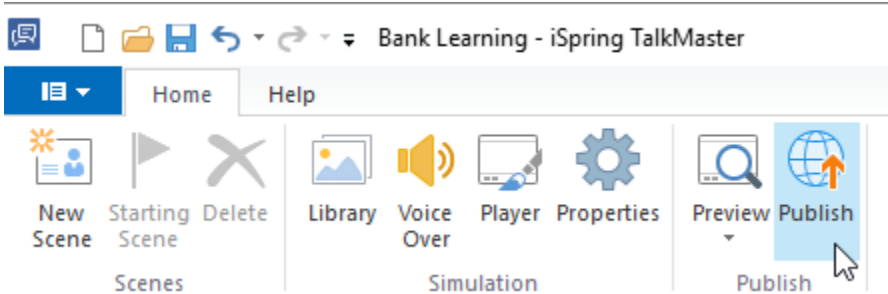 Bank Learning - iSpring TalkMaster
Home Help
New Scene
Starting Scene
Delete
Library
Voice Over
Player
Properties
Preview
Publish
Scenes
Simulation
Publish